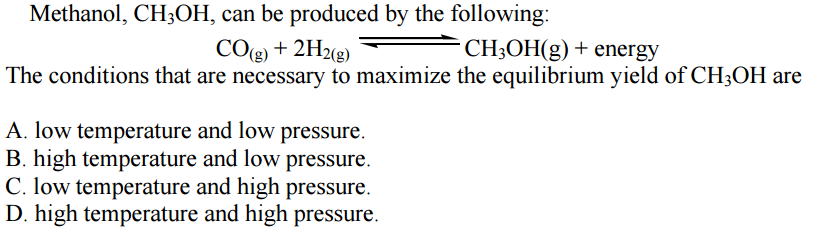 Methanol, CH₃OH, can be produced by the following:
CO(g) + 2H₂(g) ⇌ CH₃OH(g) + energy
The conditions that are necessary to maximize the equilibrium yield of CH₃OH are
A. low temperature and low pressure.
B. high temperature and low pressure.
C. low temperature and high pressure.
D. high temperature and high pressure.